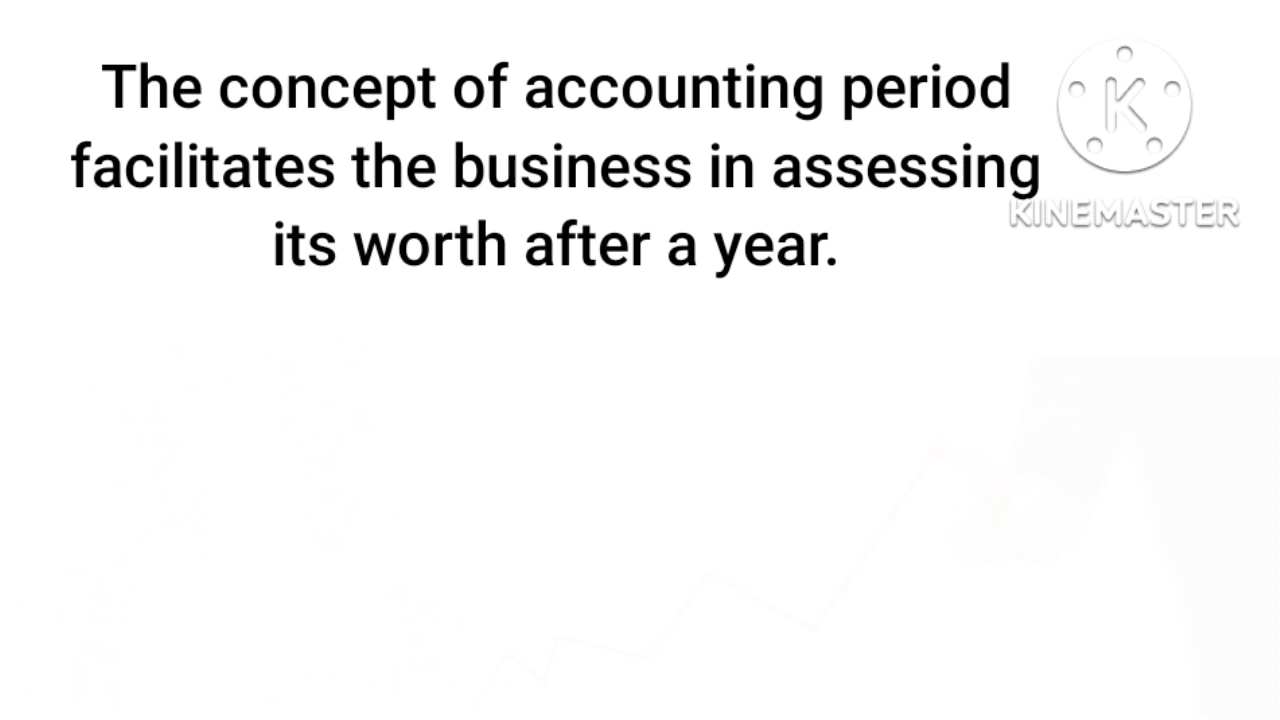 The concept of accounting period
facilitates the business in assessing
its worth after a year.
K
KINEMASTER